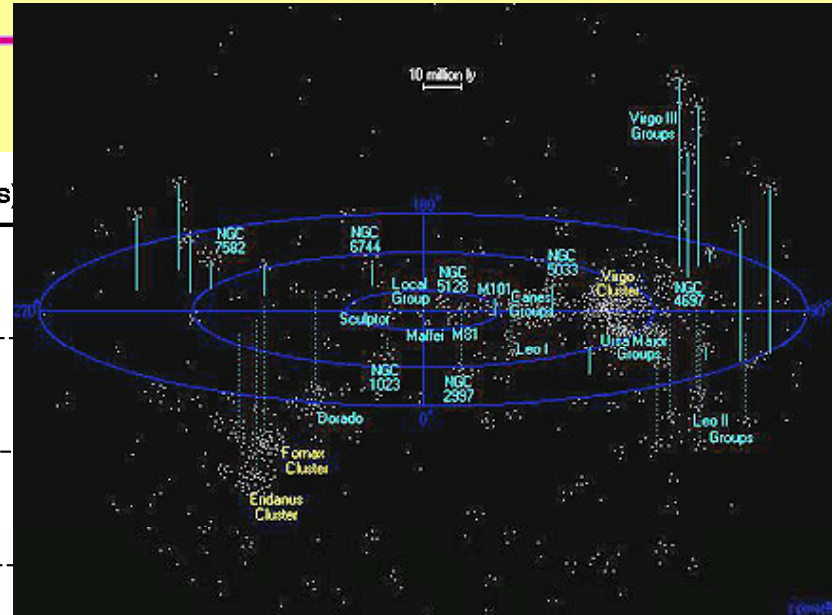 s)
10 million ly
Virgo III
Groups
180°
NGC
7582
NGC
6744
NGC
5033
NGC
5128
Virgo
Cluster
Local
Group
M101
Canes
Groups
NGC
4697
270°
90°
Sculptor
Maffei
M81
Ursa Major
Groups
Leo I
NGC
1023
NGC
2997
0°
Dorado
Leo II
Groups
Fornax
Cluster
Eridanus
Cluster